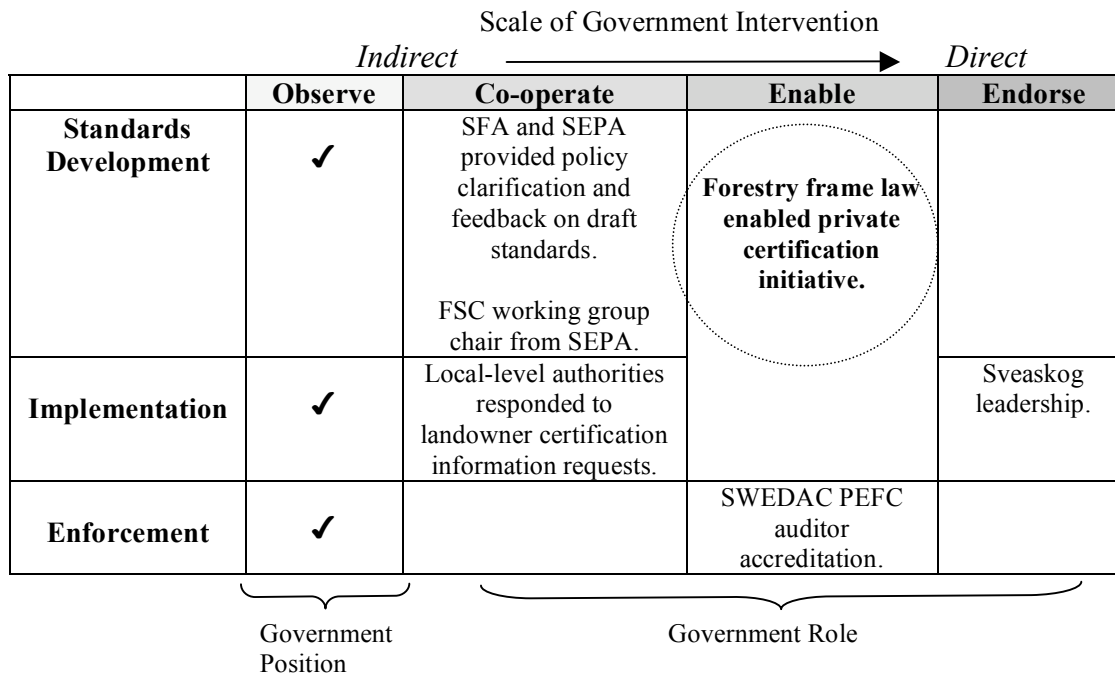 Scale of Government Intervention
Indirect Direct
Observe Co-operate Enable Endorse
Standards
Development
✔
SFA and SEPA
provided policy
clarification and
feedback on draft
standards.
FSC working group
chair from SEPA.
Forestry frame law
enabled private
certification
initiative.
Implementation
✔
Local-level authorities
responded to
landowner certification
information requests.
Sveaskog
leadership.
Enforcement
✔
SWEDAC PEFC
auditor
accreditation.
Government
Position
Government Role